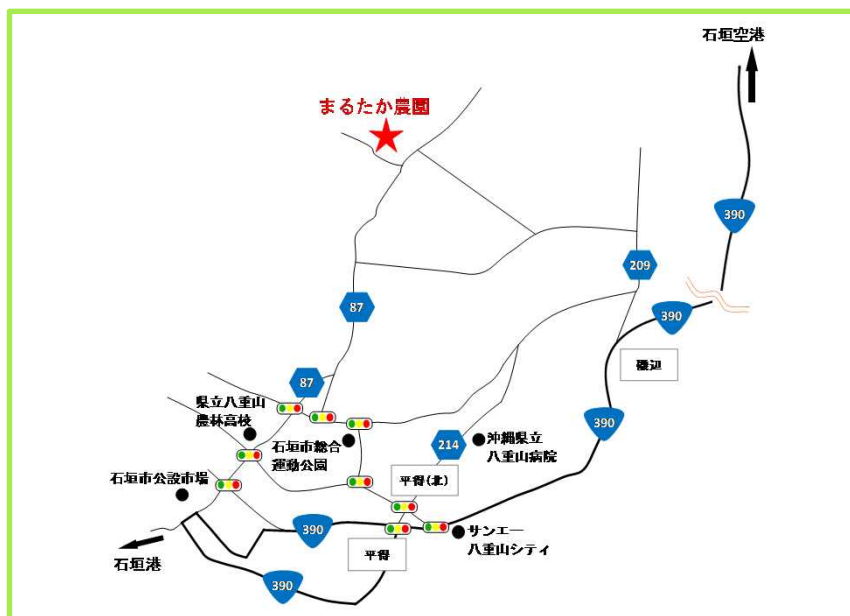 石垣空港
まるたか農園
390
209
87
390
磯辺
87
県立八重山
農林高校
390
石垣市総合
運動公園
214
沖縄県立
八重山病院
石垣市公設市場
平得(北)
390
サンエー
八重山シティ
平得
石垣港
390